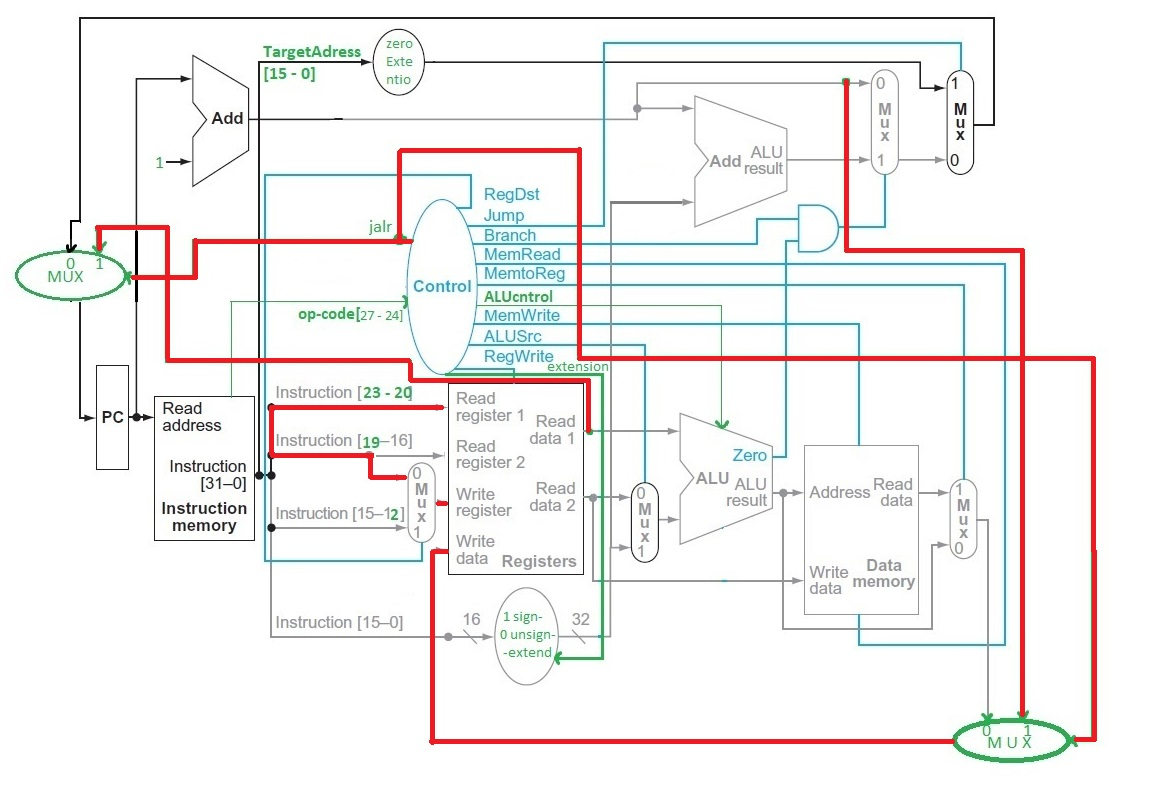 TargetAdress
[15 - 0]
zero
Exte
ntio
Add
1
1
Mux
0
0
Mux
1
Add
ALU
result
RegDst
Jump
Branch
MemRead
MemtoReg
ALUcntrol
MemWrite
ALUSrc
RegWrite
extension
jalr
Control
op-code[27 - 24]
0 1
MUX
PC
Read
address
Instruction
[31–0]
Instruction
memory
Instruction [23 - 20]
Instruction [19–16]
Instruction [15–12]
Instruction [15–0]
0
Mux
1
Read
register 1
Read
register 2
Write
register
Write
data
Read
data 1
Read
data 2
Registers
16
1 sign-
0 unsign-
-extend
32
0
Mux
1
Zero
ALU
ALU
result
Address
Read
data
Write
data
Data
memory
1
Mux
0
0 1
M U X